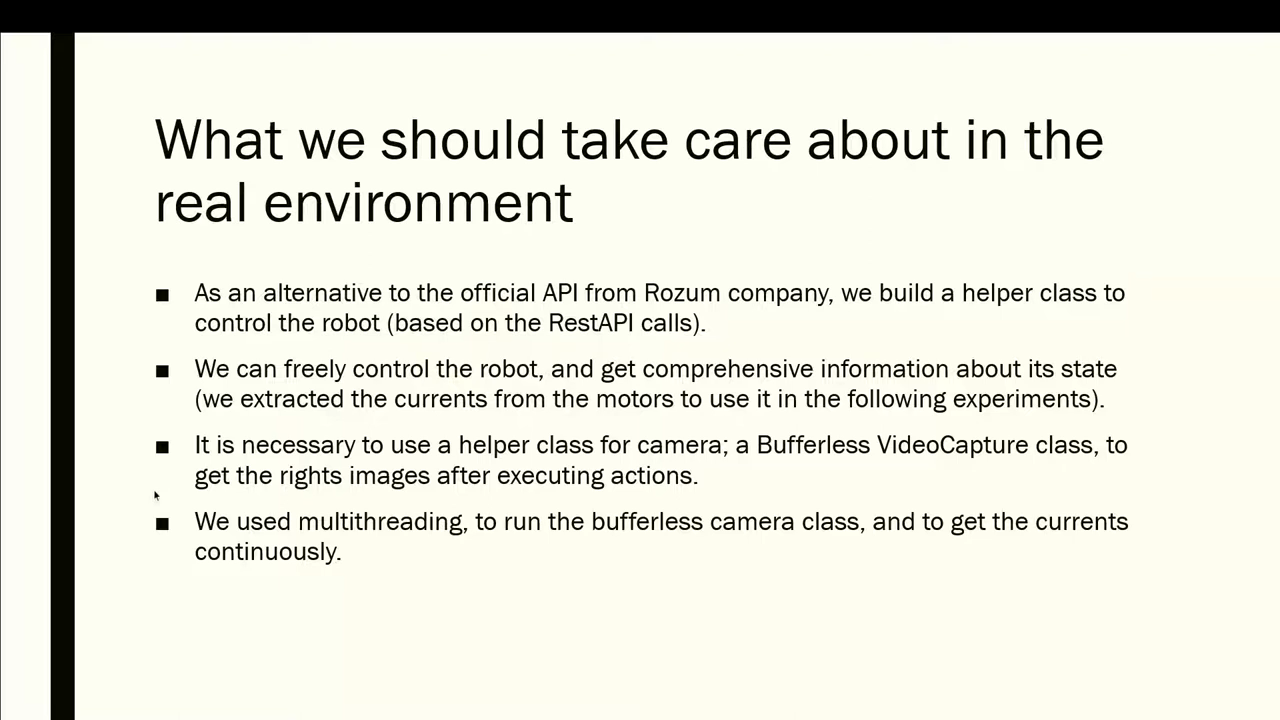 What we should take care about in the
real environment
■ As an alternative to the official API from Rozum company, we build a helper class to
control the robot (based on the RestAPI calls).
■ We can freely control the robot, and get comprehensive information about its state
(we extracted the currents from the motors to use it in the following experiments).
■ It is necessary to use a helper class for camera; a Bufferless VideoCapture class, to
get the rights images after executing actions.
■ We used multithreading, to run the bufferless camera class, and to get the currents
continuously.